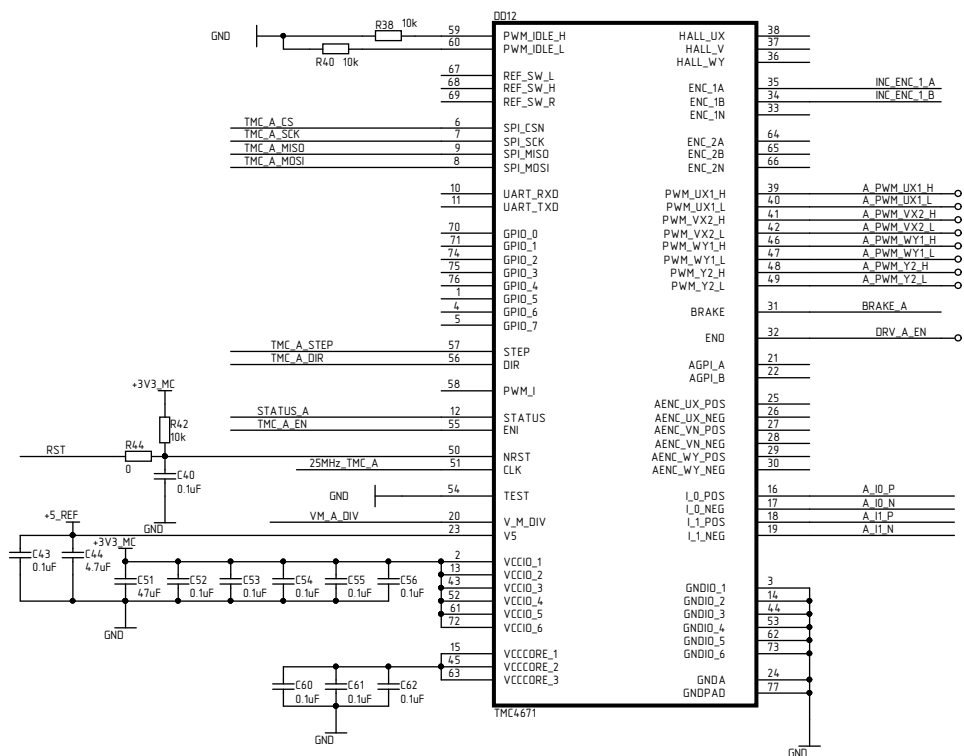 DD12
GND
R38 10k
R40 10k
59 PWM_IDLE_H
60 PWM_IDLE_L
67 REF_SW_L
68 REF_SW_H
69 REF_SW_R
TMC_A_CS 6 SPI_CSN
TMC_A_SCK 7 SPI_SCK
TMC_A_MISO 9 SPI_MISO
TMC_A_MOSI 8 SPI_MOSI
10 UART_RXD
11 UART_TXD
70 GPIO_0
71 GPIO_1
74 GPIO_2
75 GPIO_3
76 GPIO_4
1 GPIO_5
4 GPIO_6
5 GPIO_7
TMC_A_STEP 57 STEP
TMC_A_DIR 56 DIR
58 PWM_I
STATUS_A 12 STATUS
TMC_A_EN 55 ENI
+3V3_MC
R42
10k
RST
R44
0
50 NRST
25MHz_TMC_A 51 CLK
C40
0.1uF
GND
GND 54 TEST
VM_A_DIV 20 V_M_DIV
+5_REF
23 V5
C43
0.1uF
C44
4.7uF
+3V3_MC
2 VCCIO_1
13 VCCIO_2
43 VCCIO_3
52 VCCIO_4
61 VCCIO_5
72 VCCIO_6
C51
47uF
C52
0.1uF
C53
0.1uF
C54
0.1uF
C55
0.1uF
C56
0.1uF
GND
15 VCCCORE_1
45 VCCCORE_2
63 VCCCORE_3
C60
0.1uF
C61
0.1uF
C62
0.1uF
GND
HALL_UX 38
HALL_V 37
HALL_WY 36
ENC_1A 35 INC_ENC_1_A
ENC_1B 34 INC_ENC_1_B
ENC_1N 33
ENC_2A 64
ENC_2B 65
ENC_2N 66
PWM_UX1_H 39 A_PWM_UX1_H
PWM_UX1_L 40 A_PWM_UX1_L
PWM_VX2_H 41 A_PWM_VX2_H
PWM_VX2_L 42 A_PWM_VX2_L
PWM_WY1_H 46 A_PWM_WY1_H
PWM_WY1_L 47 A_PWM_WY1_L
PWM_Y2_H 48 A_PWM_Y2_H
PWM_Y2_L 49 A_PWM_Y2_L
BRAKE 31 BRAKE_A
ENO 32 DRV_A_EN
AGPI_A 21
AGPI_B 22
AENC_UX_POS 25
AENC_UX_NEG 26
AENC_VN_POS 27
AENC_VN_NEG 28
AENC_WY_POS 29
AENC_WY_NEG 30
I_0_POS 16 A_I0_P
I_0_NEG 17 A_I0_N
I_1_POS 18 A_I1_P
I_1_NEG 19 A_I1_N
GNDIO_1 3
GNDIO_2 14
GNDIO_3 44
GNDIO_4 53
GNDIO_5 62
GNDIO_6 73
GNDA 24
GNDPAD 77
TMC4671
GND